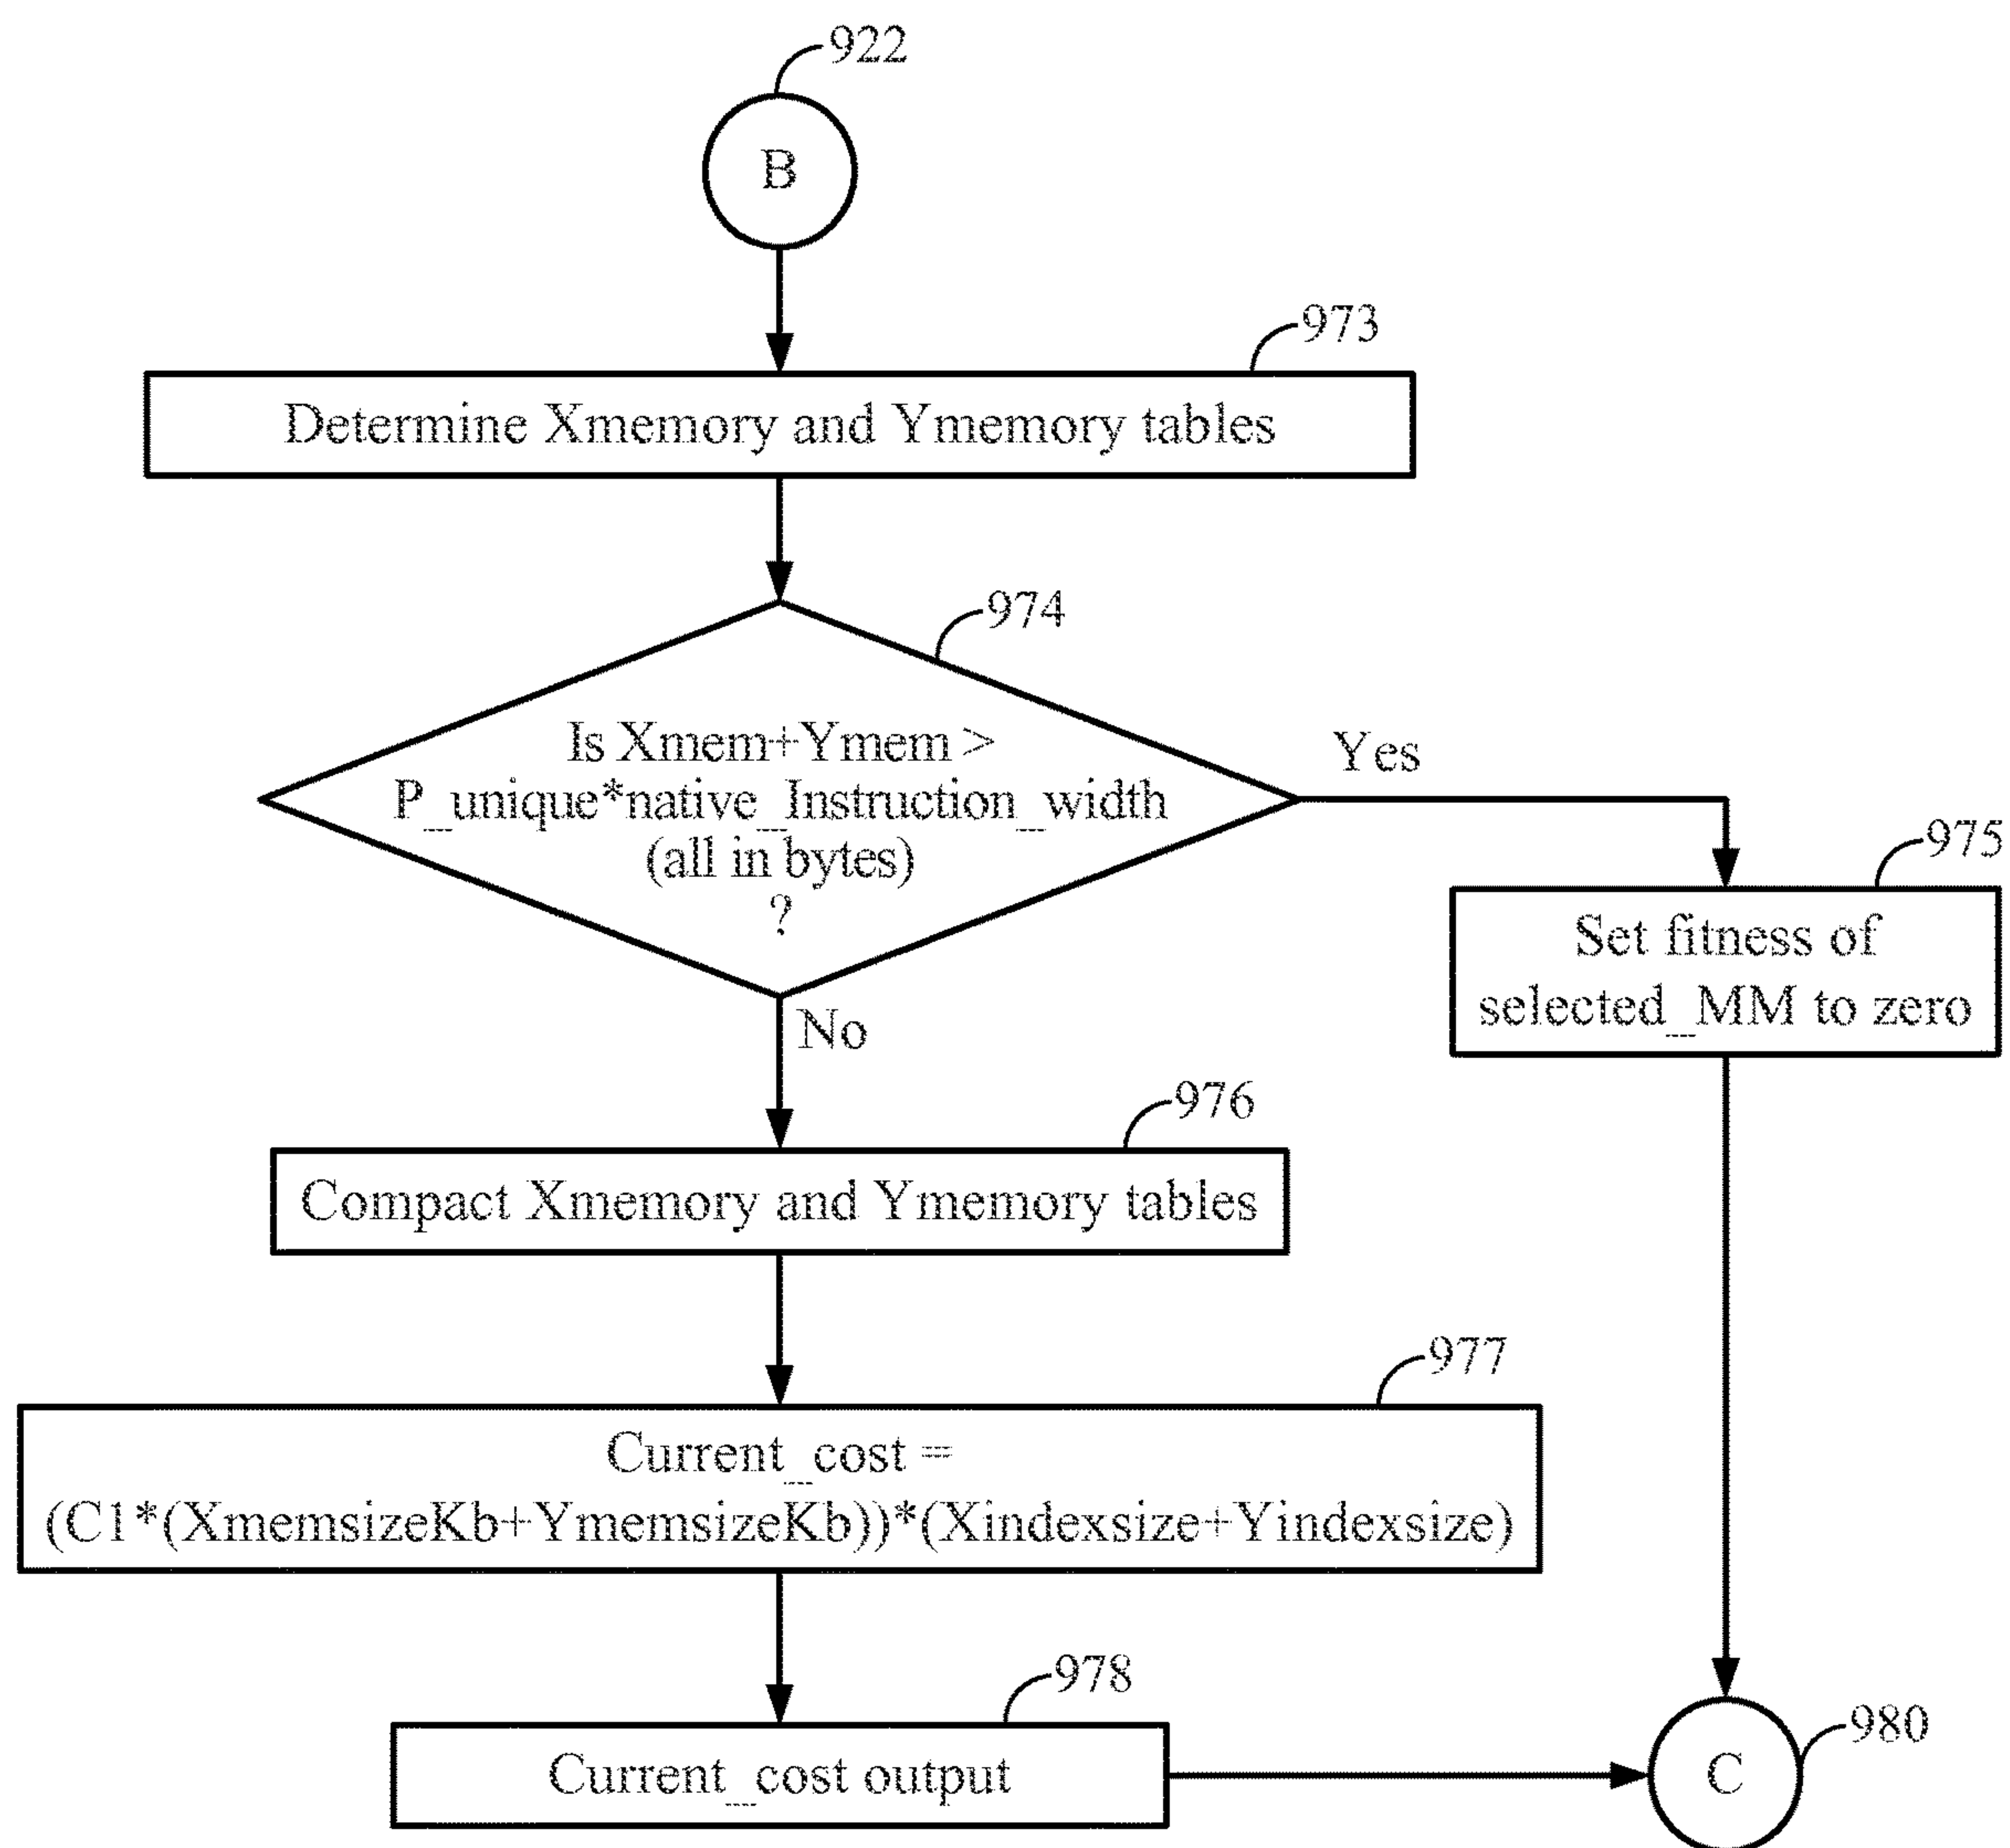 922
B
973
Determine Xmemory and Ymemory tables
974
Is Xmem+Ymem >
P_unique*native_Instruction_width
(all in bytes)
?
Yes
975
Set fitness of
selected_MM to zero
No
976
Compact Xmemory and Ymemory tables
977
Current_cost =
(C1*(XmemsizeKb+YmemsizeKb))*(Xindexsize+Yindexsize)
978
Current_cost output
980
C